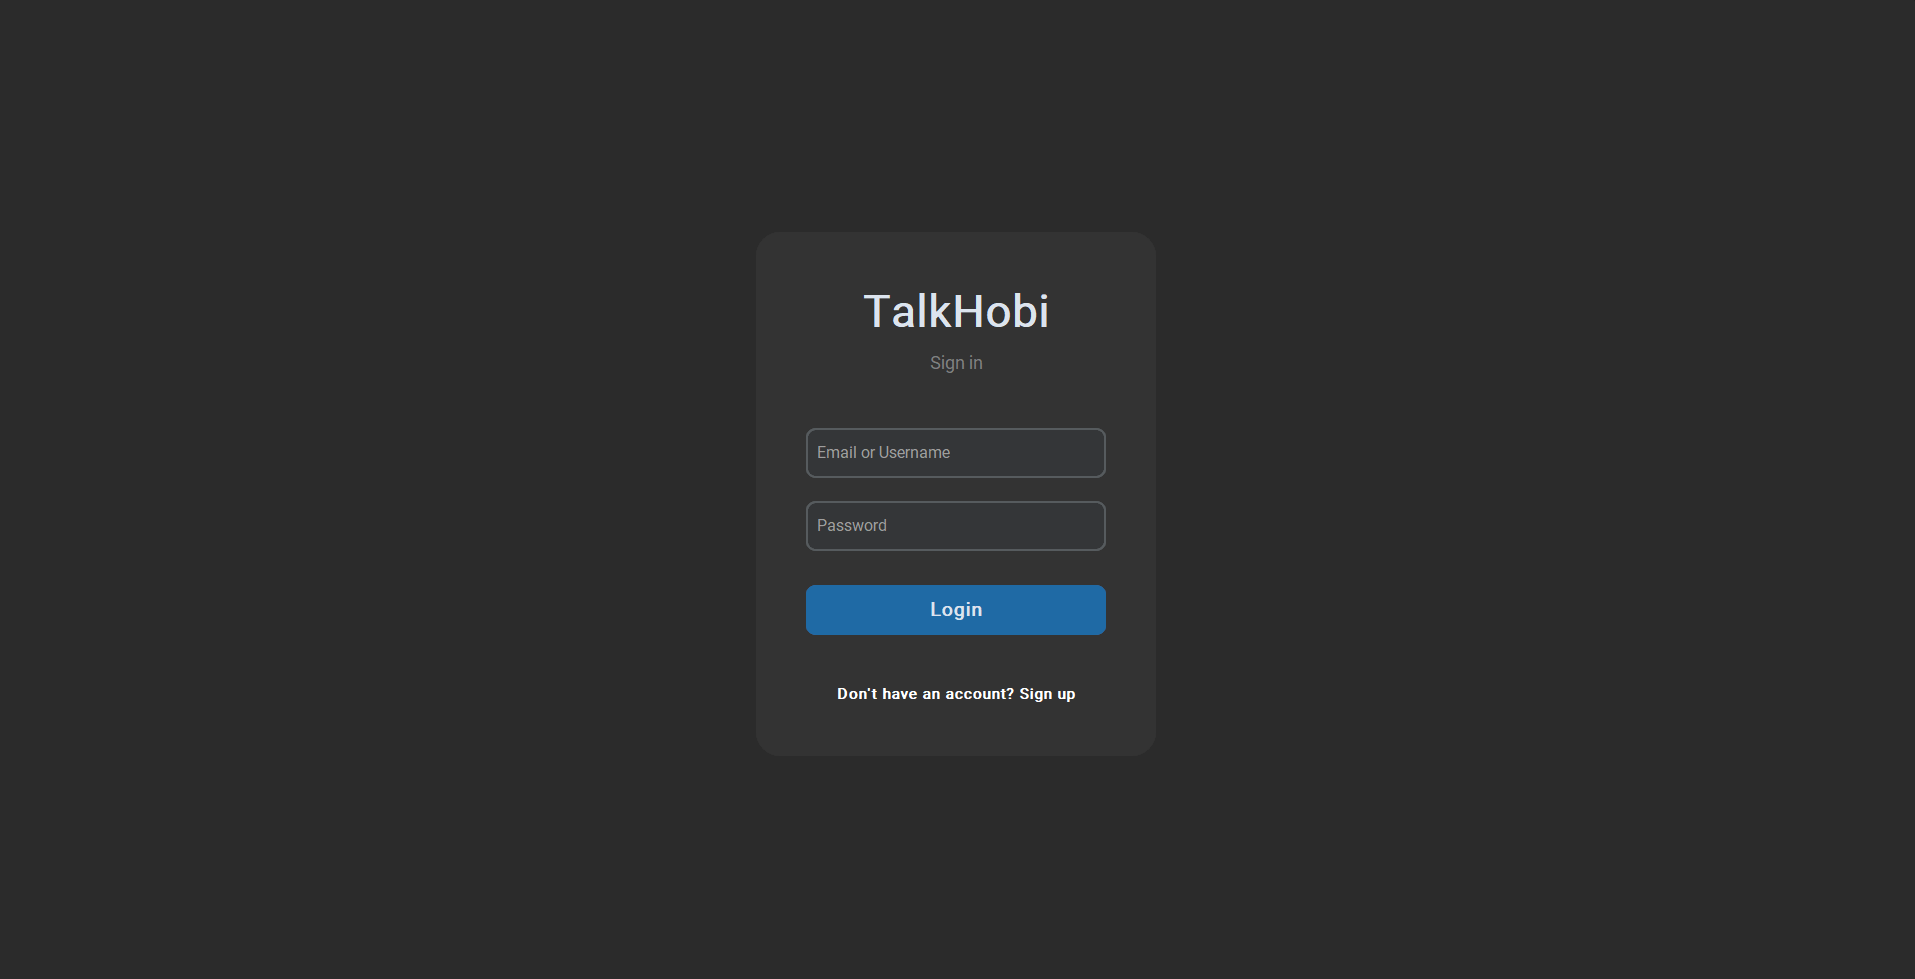 TalkHobi
Sign in
Email or Username
Password
Login
Don't have an account? Sign up